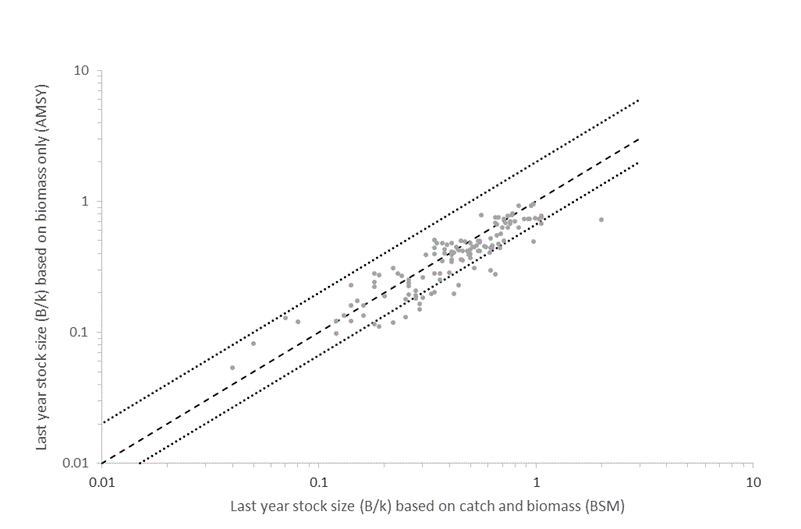 10
1
0.1
0.01
Last year stock size (B/k) based on biomass only (AMSY)
0.01 0.1 1 10
Last year stock size (B/k) based on catch and biomass (BSM)